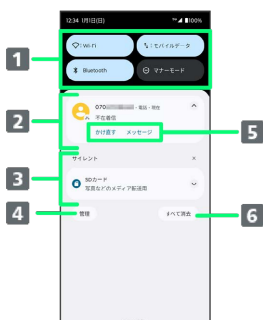 12:34 1月1日(日)
100%
Wi-Fi
モバイルデータ
Bluetooth
マナーモード
1
070 ・電話・現在
不在着信
かけ直す メッセージ
2
5
サイレント
SDカード
写真などのメディア転送用
3
4
管理
すべて消去
6